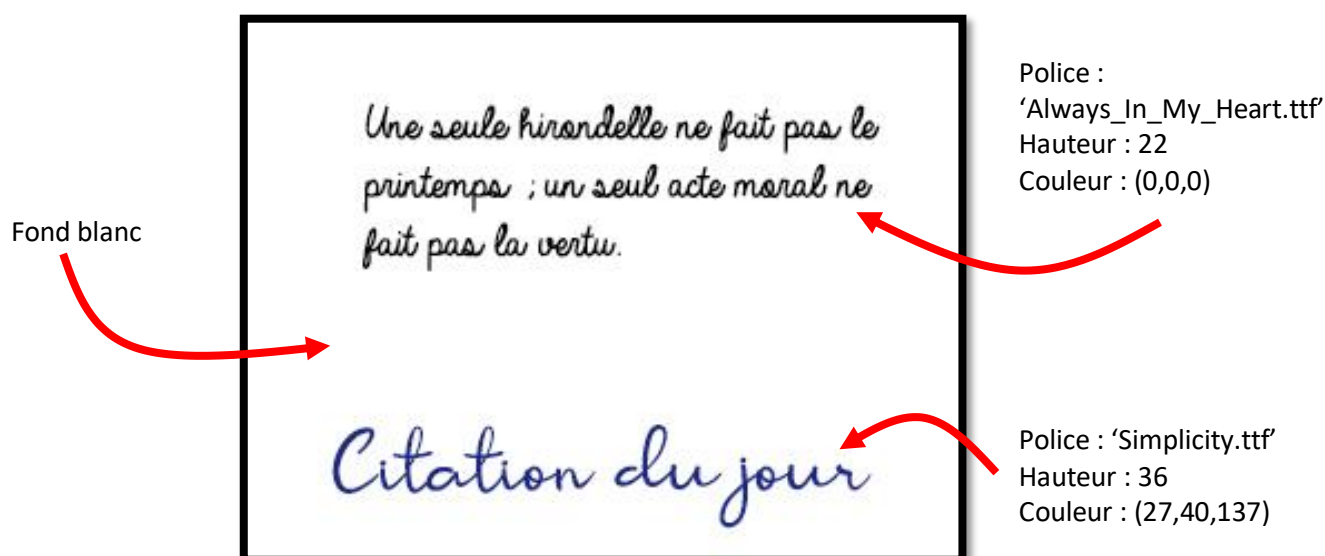 Police :
‘Always_In_My_Heart.ttf’
Hauteur : 22
Couleur : (0,0,0)
Une seule hirondelle ne fait pas le
printemps ; un seul acte moral ne
fait pas la vertu.
Fond blanc
Citation du jour
Police : ‘Simplicity.ttf’
Hauteur : 36
Couleur : (27,40,137)